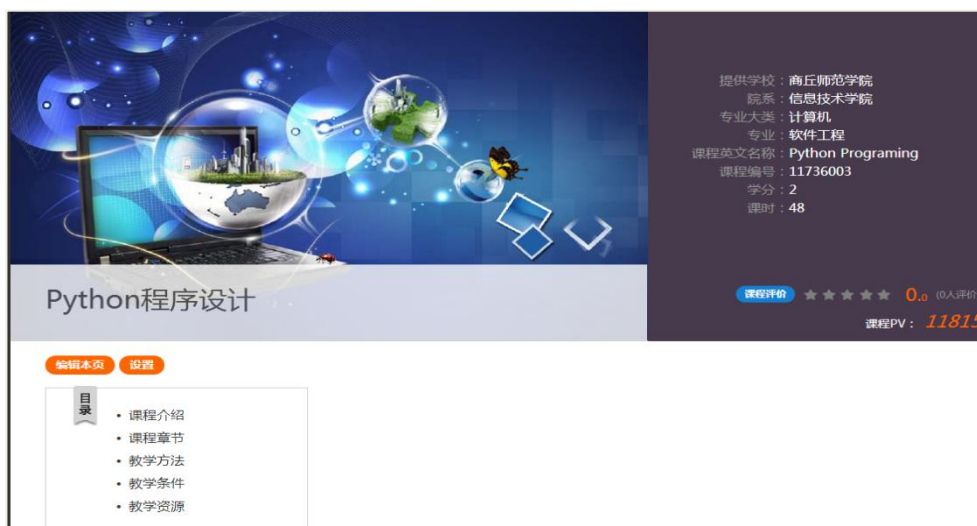 提供学校：商丘师范学院
院系：信息技术学院
专业大类：计算机
专业：软件工程
课程英文名称：Python Programing
课程编号：11736003
学分：2
课时：48
Python程序设计
课程评价 0.0 (0人评价
课程PV： 11815
编辑本页 设置
目录
• 课程介绍
• 课程章节
• 教学方法
• 教学条件
• 教学资源